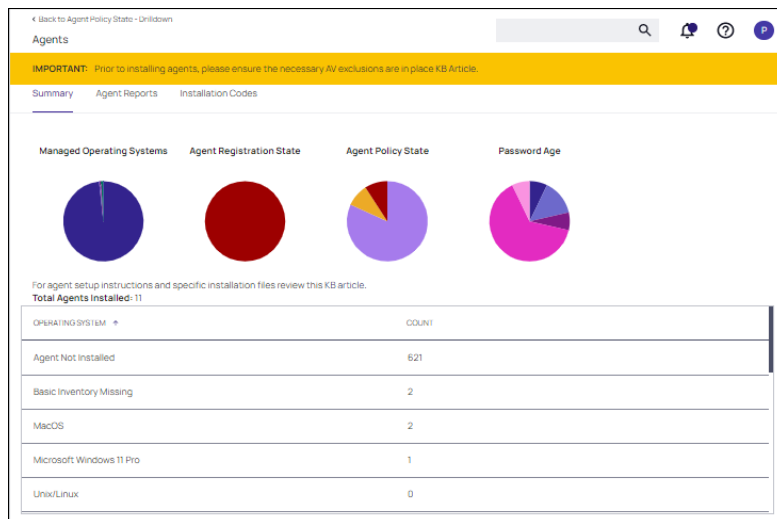 Back to Agent Policy State - Drilldown
Agents
P
IMPORTANT: Prior to installing agents, please ensure the necessary AV exclusions are in place KB Article.
Summary Agent Reports Installation Codes
Managed Operating Systems Agent Registration State Agent Policy State Password Age
For agent setup instructions and specific installation files review this KB article.
Total Agents Installed: 11
OPERATING SYSTEM COUNT
Agent Not Installed 621
Basic Inventory Missing 2
MacOS 2
Microsoft Windows 11 Pro 1
Unix/Linux 0